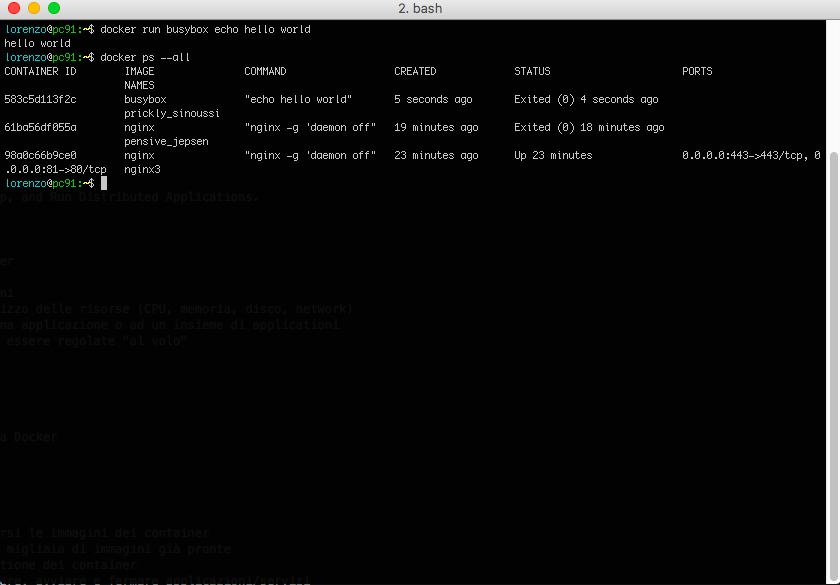 2. bash
lorenzo@pc91:~$ docker run busybox echo hello world
hello world
lorenzo@pc91:~$ docker ps --all
CONTAINER ID IMAGE COMMAND CREATED STATUS PORTS
NAMES
583c5d113f2c busybox "echo hello world" 5 seconds ago Exited (0) 4 seconds ago
prickly_sinoussi
61ba56df055a nginx "nginx -g 'daemon off" 19 minutes ago Exited (0) 18 minutes ago
pensive_jepsen
98a0c66b9ce0 nginx "nginx -g 'daemon off" 23 minutes ago Up 23 minutes 0.0.0.0:443->443/tcp, 0
.0.0.0:81->80/tcp nginx3
lorenzo@pc91:~$
p, and Run Distributed Applications.
er
ni
izzo delle risorse (CPU, memoria, disco, network)
na applicazione o ad un insieme di applicationi
essere regolate "al volo"
a Docker
rsi le immagini dei container
migliaia di immagini già pronte
tione dei container
are, avviare e fermare applicazioni/servizi